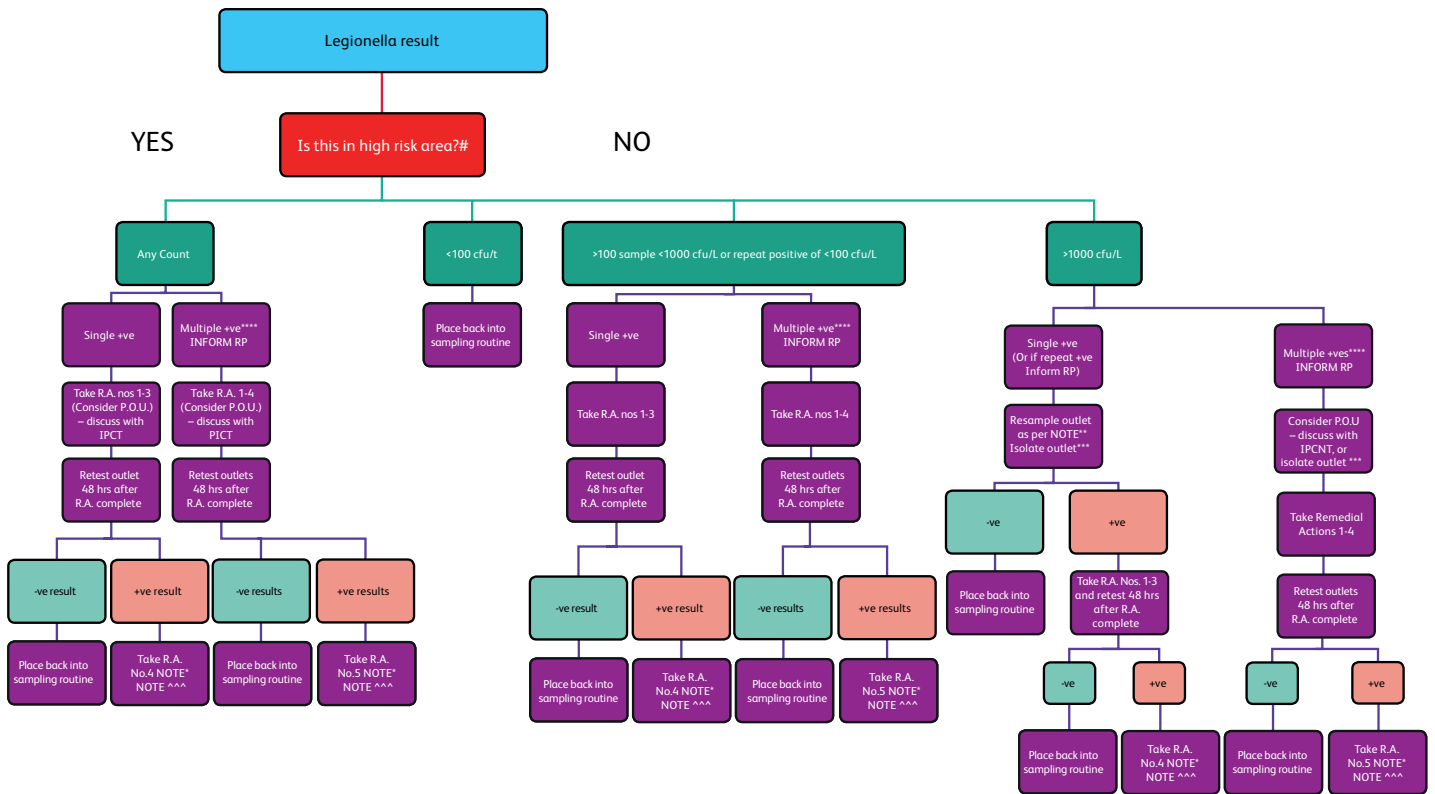 Legionella result
YES
Is this in high risk area?#
NO
Any Count
<100 cfu/t
>100 sample <1000 cfu/L or repeat positive of <100 cfu/L
>1000 cfu/L
Single +ve
Multiple +ve****
INFORM RP
Place back into
sampling routine
Single +ve
Multiple +ve****
INFORM RP
Single +ve
(Or if repeat +ve
Inform RP)
Multiple +ves****
INFORM RP
Take R.A. nos 1-3
(Consider P.O.U.)
– discuss with
IPCT
Take R.A. 1-4
(Consider P.O.U.)
– discuss with
PICT
Take R.A. nos 1-3
Take R.A. nos 1-4
Resample outlet
as per NOTE**
Isolate outlet***
Consider P.O.U
– discuss with
IPCNT, or
isolate outlet ***
Retest outlet
48 hrs after
R.A. complete
Retest outlets
48 hrs after
R.A. complete
Retest outlet
48 hrs after
R.A. complete
Retest outlets
48 hrs after
R.A. complete
-ve
+ve
Take Remedial
Actions 1-4
-ve result
+ve result
-ve results
+ve results
-ve result
+ve result
-ve results
+ve results
Place back into
sampling routine
Take R.A. Nos. 1-3
and retest 48 hrs
after R.A.
complete
Retest outlets
48 hrs after
R.A. complete
Place back into
sampling routine
Take R.A.
No.4 NOTE*
NOTE ^^^
Place back into
sampling routine
Take R.A.
No.5 NOTE*
NOTE ^^^
Place back into
sampling routine
Take R.A.
No.4 NOTE*
NOTE ^^^
Place back into
sampling routine
Take R.A.
No.5 NOTE*
NOTE ^^^
-ve
+ve
-ve
+ve
Place back into
sampling routine
Take R.A.
No.4 NOTE*
NOTE ^^^
Place back into
sampling routine
Take R.A.
No.5 NOTE*
NOTE ^^^